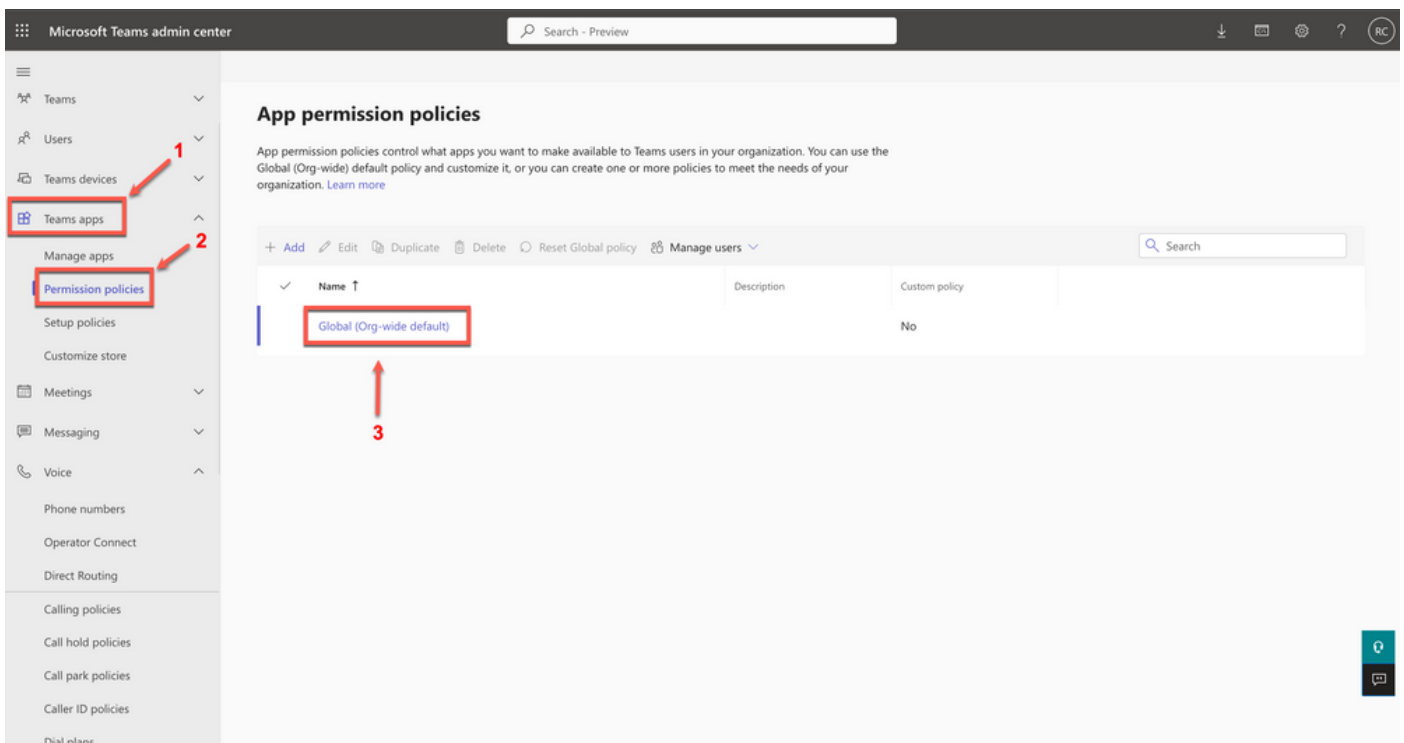 Microsoft Teams admin center
Search - Preview
?
RC
Teams
Users
Teams devices
Teams apps
Manage apps
Permission policies
Setup policies
Customize store
Meetings
Messaging
Voice
Phone numbers
Operator Connect
Direct Routing
Calling policies
Call hold policies
Call park policies
Caller ID policies
Dial plans
1
2
App permission policies
App permission policies control what apps you want to make available to Teams users in your organization. You can use the
Global (Org-wide) default policy and customize it, or you can create one or more policies to meet the needs of your
organization. Learn more
+ Add Edit Duplicate Delete Reset Global policy Manage users
Search
Name ↑ Description Custom policy
Global (Org-wide default) No
3